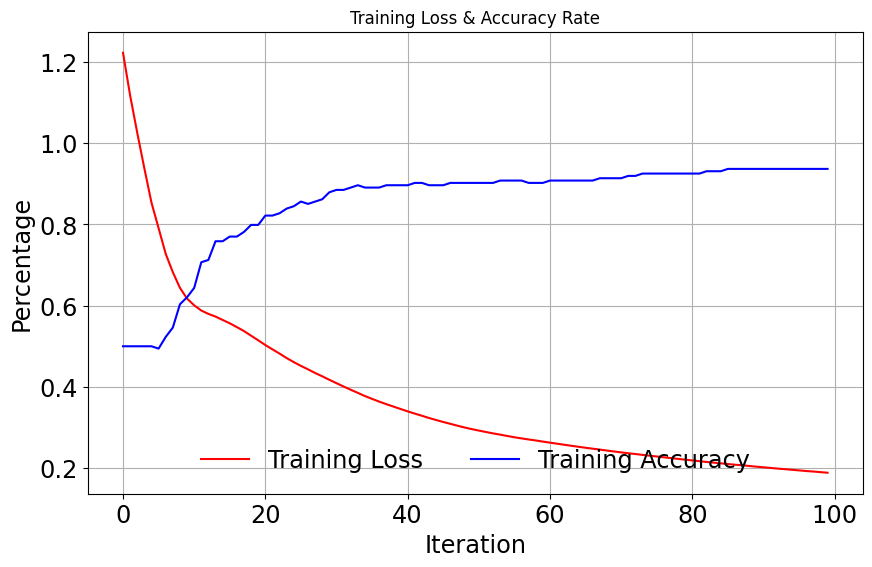 Training Loss & Accuracy Rate
Percentage
1.2
1.0
0.8
0.6
0.4
0.2
Training Loss Training Accuracy
0 20 40 60 80 100
Iteration